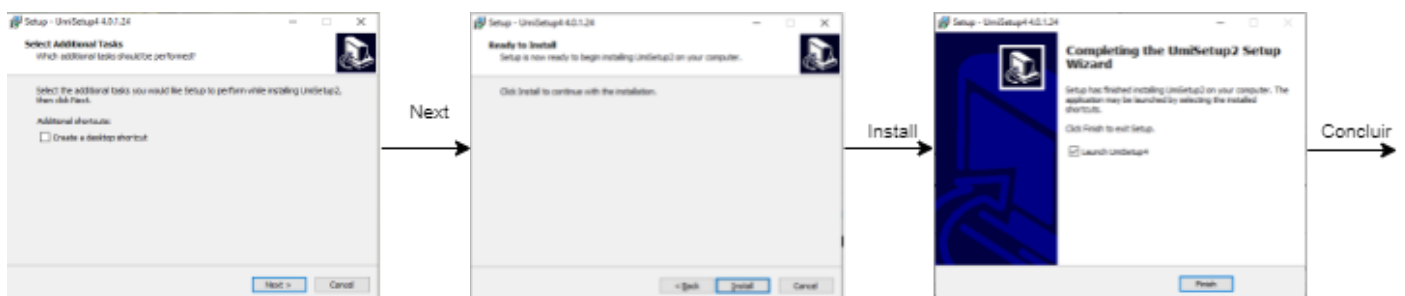 Setup - UmiSetup4 4.0.1.24
Select Additional Tasks
Which additional tasks should be performed?
Select the additional tasks you would like Setup to perform while installing UmiSetup2,
then click Next.
Additional shortcuts:
Create a desktop shortcut
Next >
Cancel
Next
Setup - UmiSetup4 4.0.1.24
Ready to Install
Setup is now ready to begin installing UmiSetup2 on your computer.
Click Install to continue with the installation.
< Back
Install
Cancel
Install
Setup - UmiSetup4 4.0.1.24
Completing the UmiSetup2 Setup
Wizard
Setup has finished installing UmiSetup2 on your computer. The
application may be launched by selecting the installed
shortcuts.
Click Finish to exit Setup.
Launch UmiSetup4
Finish
Concluir